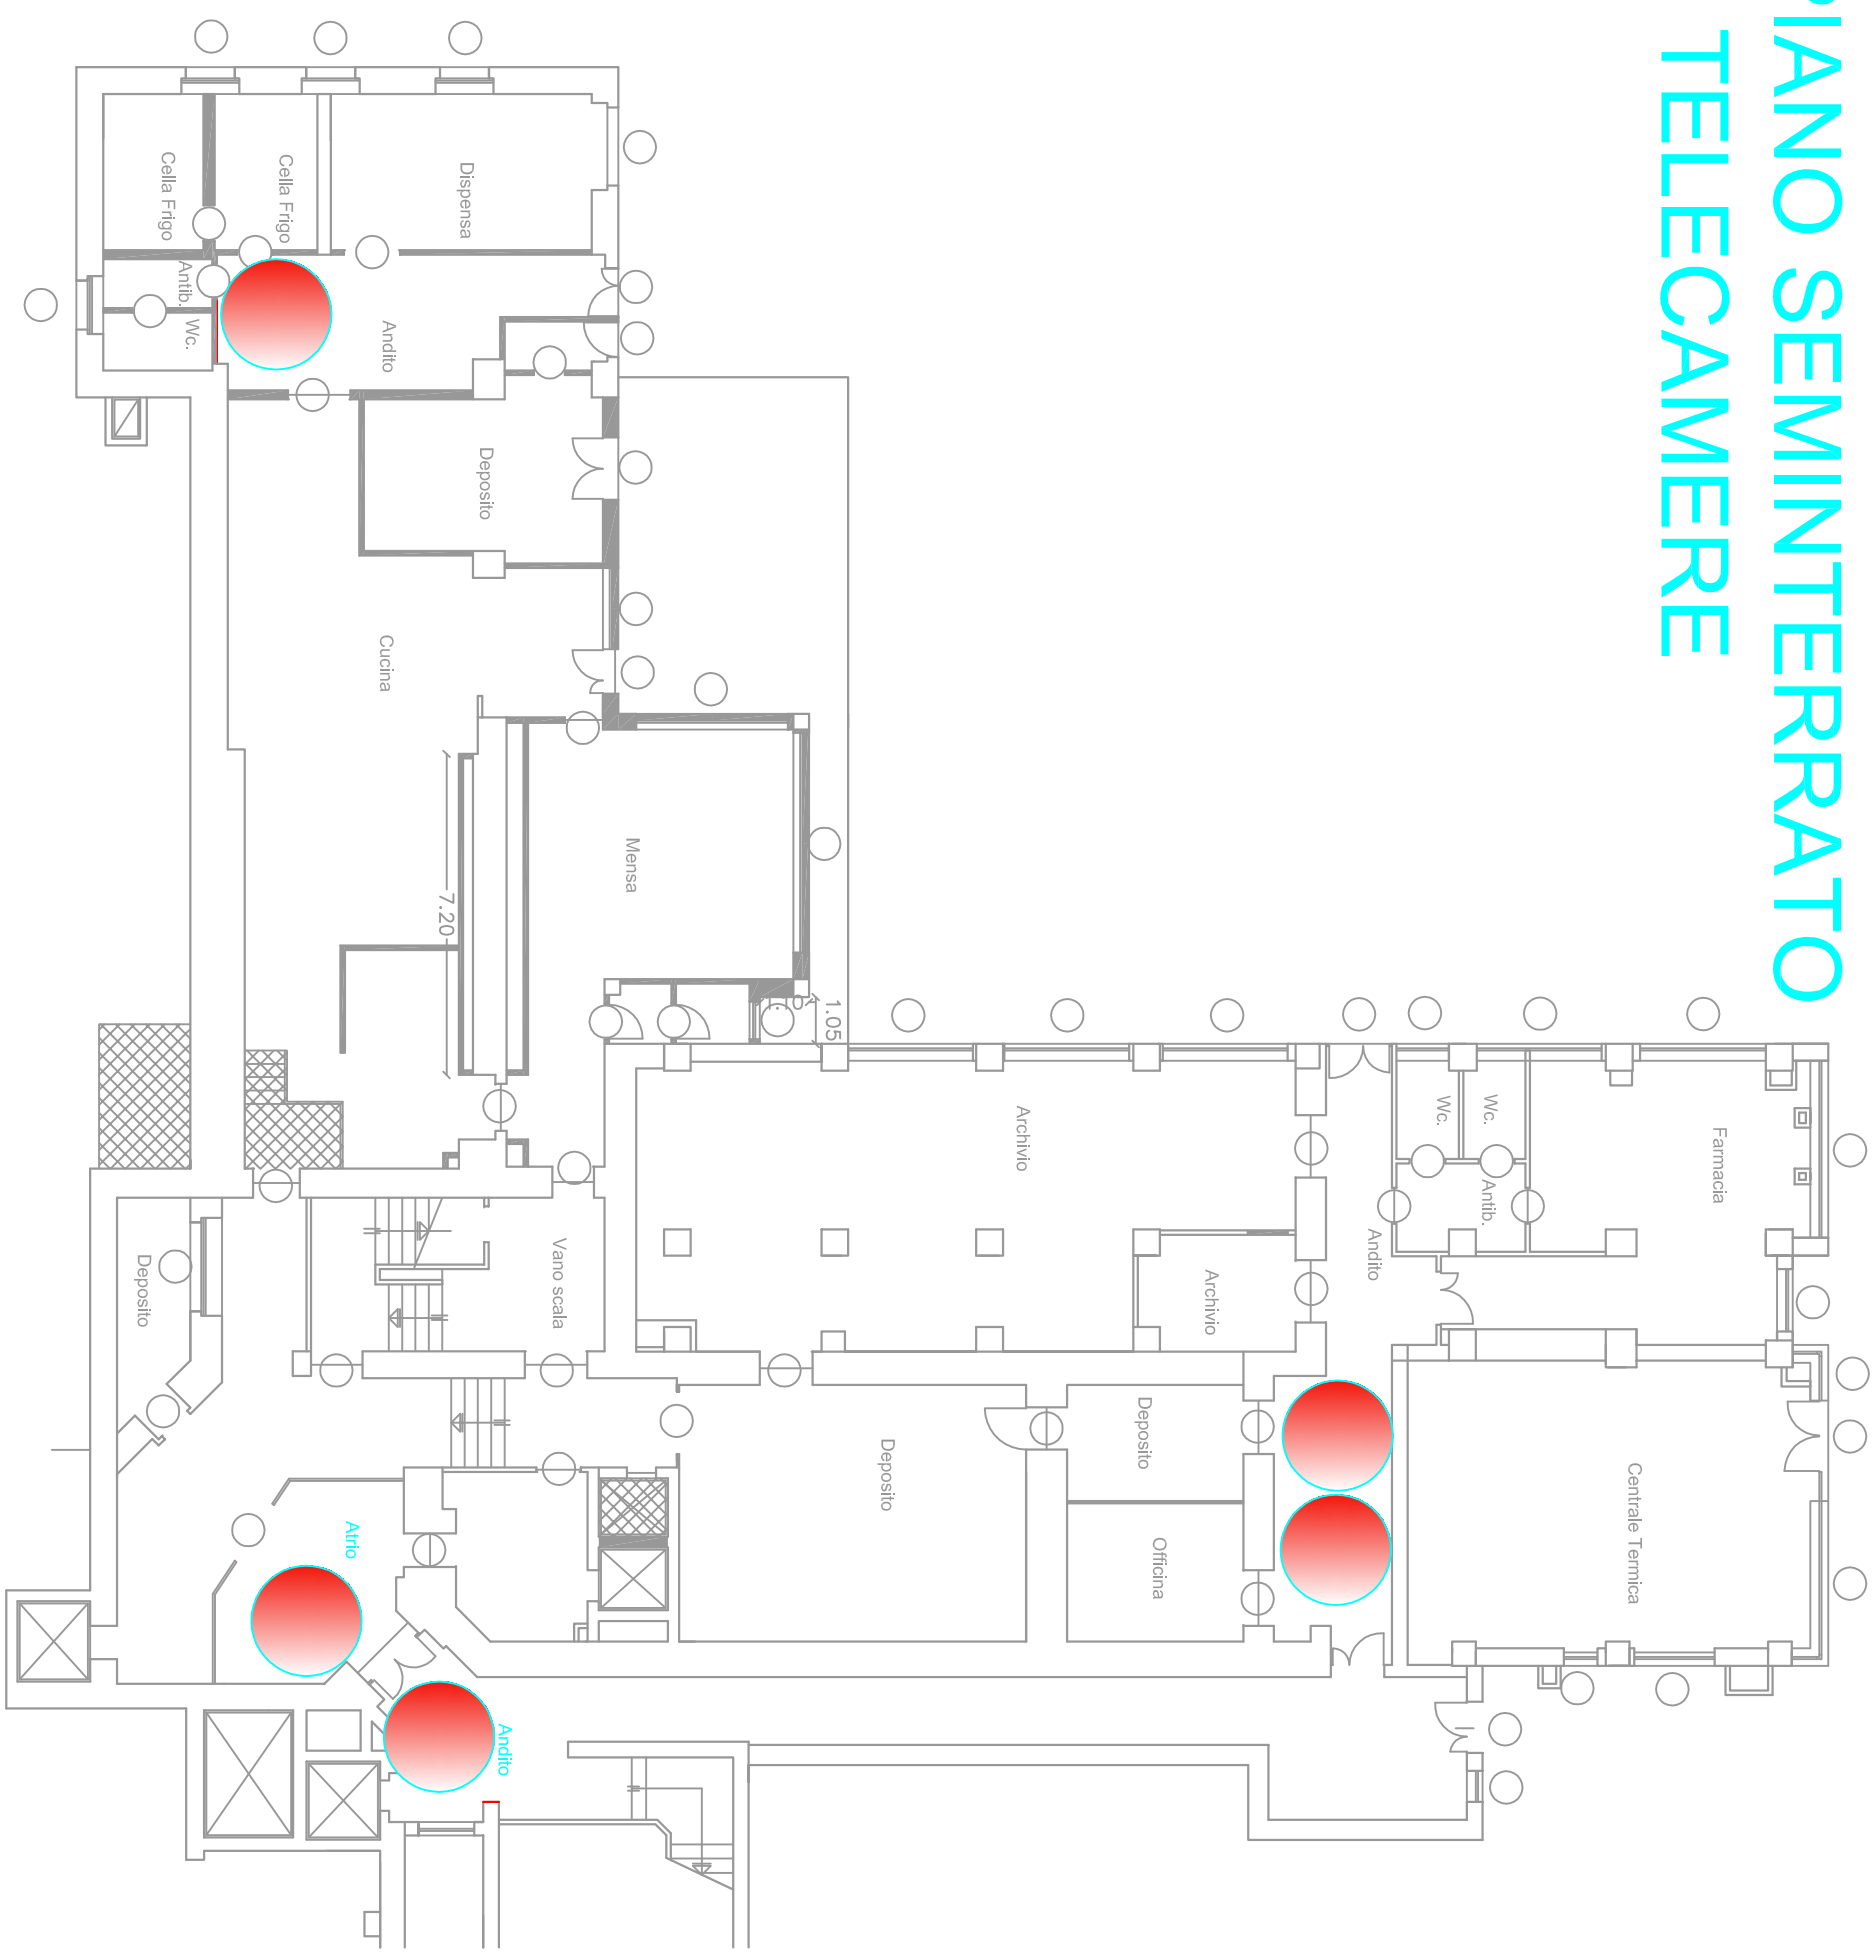 PIANO SEMINTERRATO
TELECAMERE
Cella Frigo
Cella Frigo
Dispensa
Antib.
Wc.
Andito
Deposito
Cucina
Mensa
7.20
1.05
Archivio
Wc.
Wc.
Farmacia
Antib.
Andito
Archivio
Vano scala
Deposito
Deposito
Deposito
Officina
Centrale Termica
Atrio
Andito